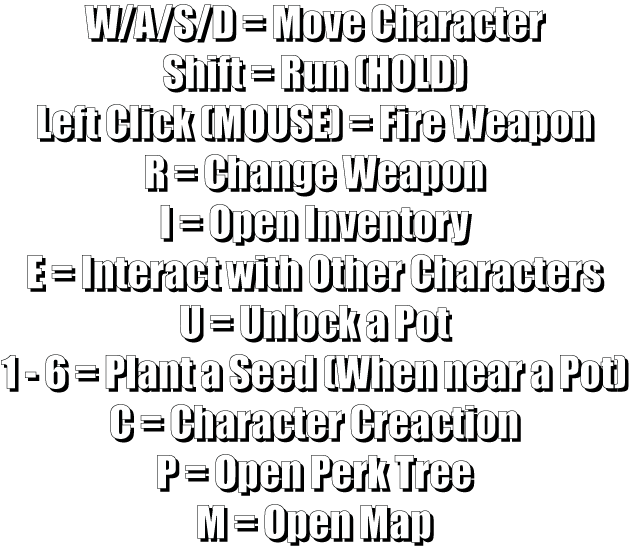 W/A/S/D = Move Character
Shift = Run (HOLD)
Left Click (MOUSE) = Fire Weapon
R = Change Weapon
I = Open Inventory
E = Interact with Other Characters
U = Unlock a Pot
1 - 6 = Plant a Seed (When near a Pot)
C = Character Creaction
P = Open Perk Tree
M = Open Map